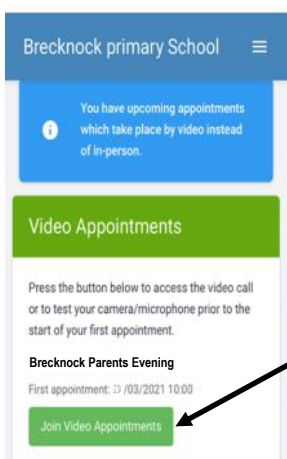 Brecknock primary School
You have upcoming appointments
which take place by video instead
of in-person.
Video Appointments
Press the button below to access the video call
or to test your camera/microphone prior to the
start of your first appointment.
Brecknock Parents Evening
First appointment: /03/2021 10:00
Join Video Appointments